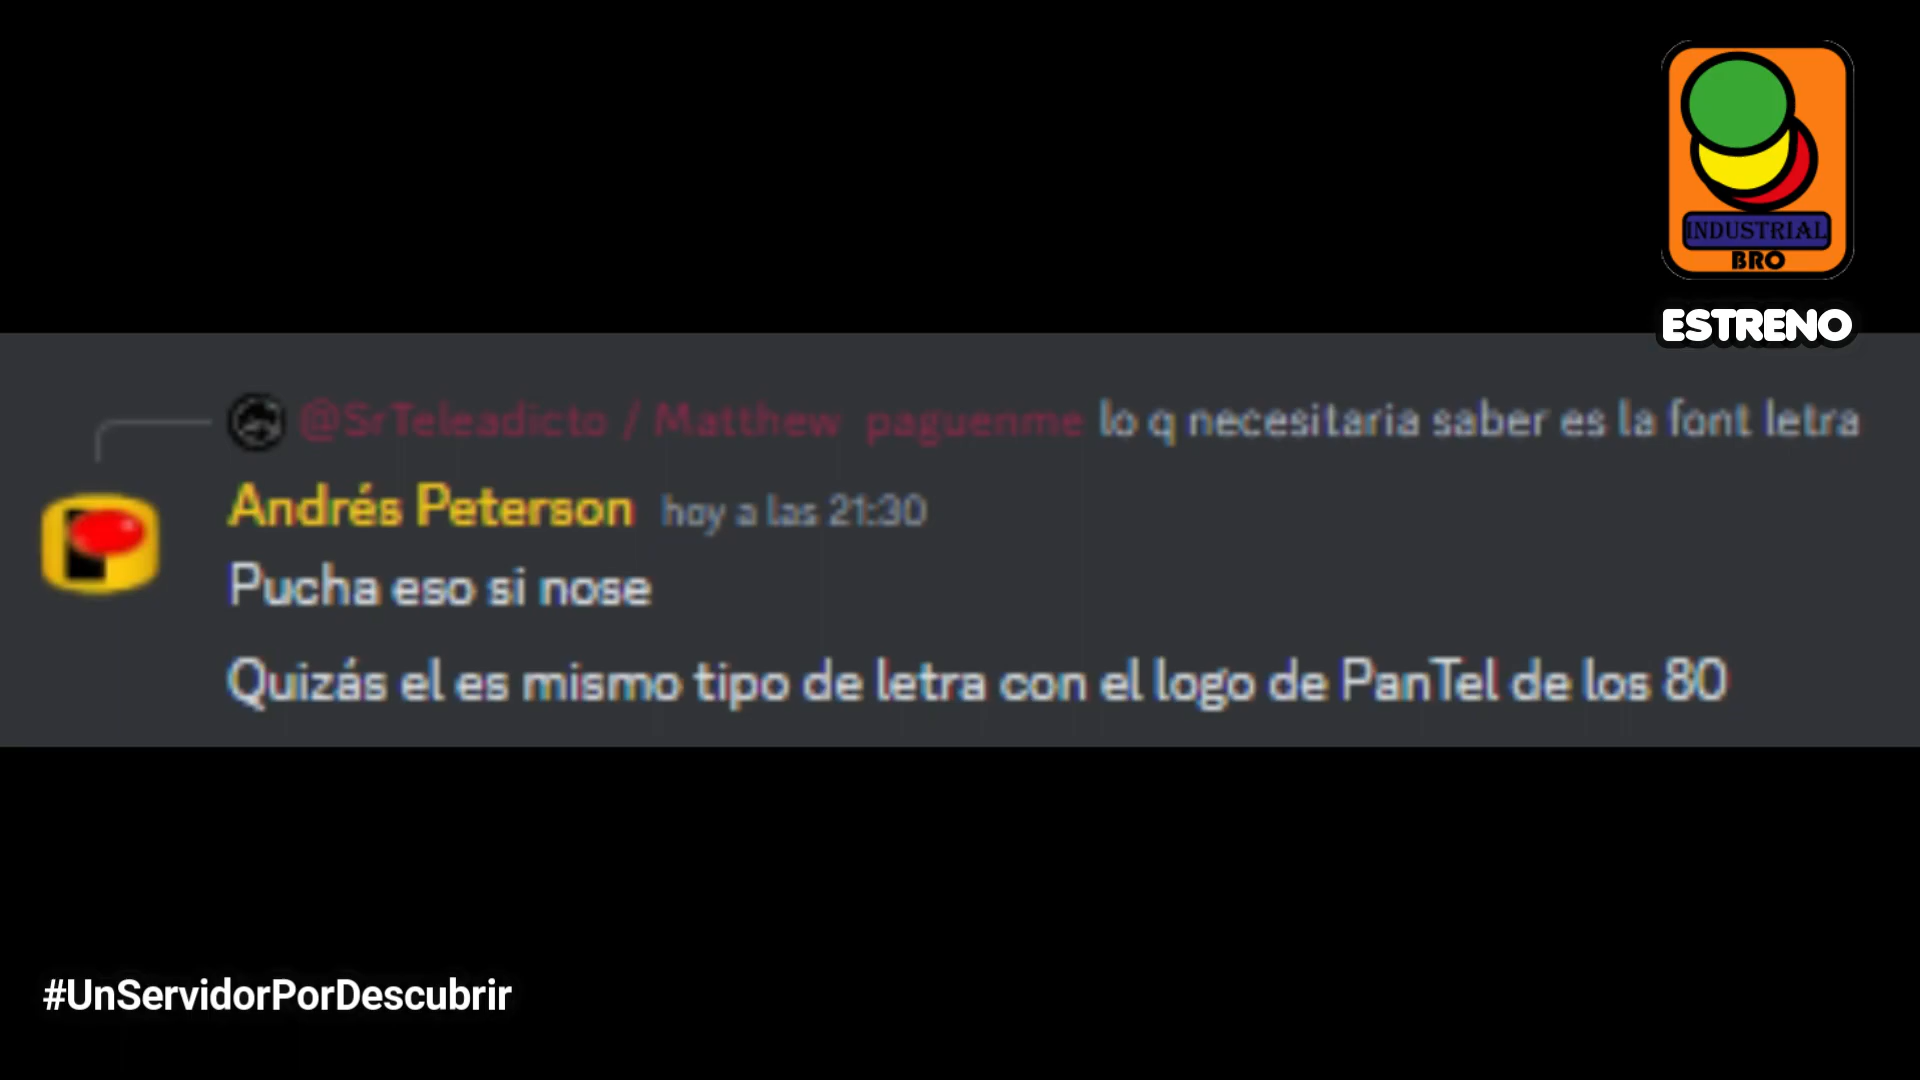 INDUSTRIAL
BRO
ESTRENO
@SrTeleadicto / Matthew paguenme lo q necesitaria saber es la font letra
Andrés Peterson hoy a las 21:30
Pucha eso si nose
Quizás el es mismo tipo de letra con el logo de PanTel de los 80
#UnServidorPorDescubrir